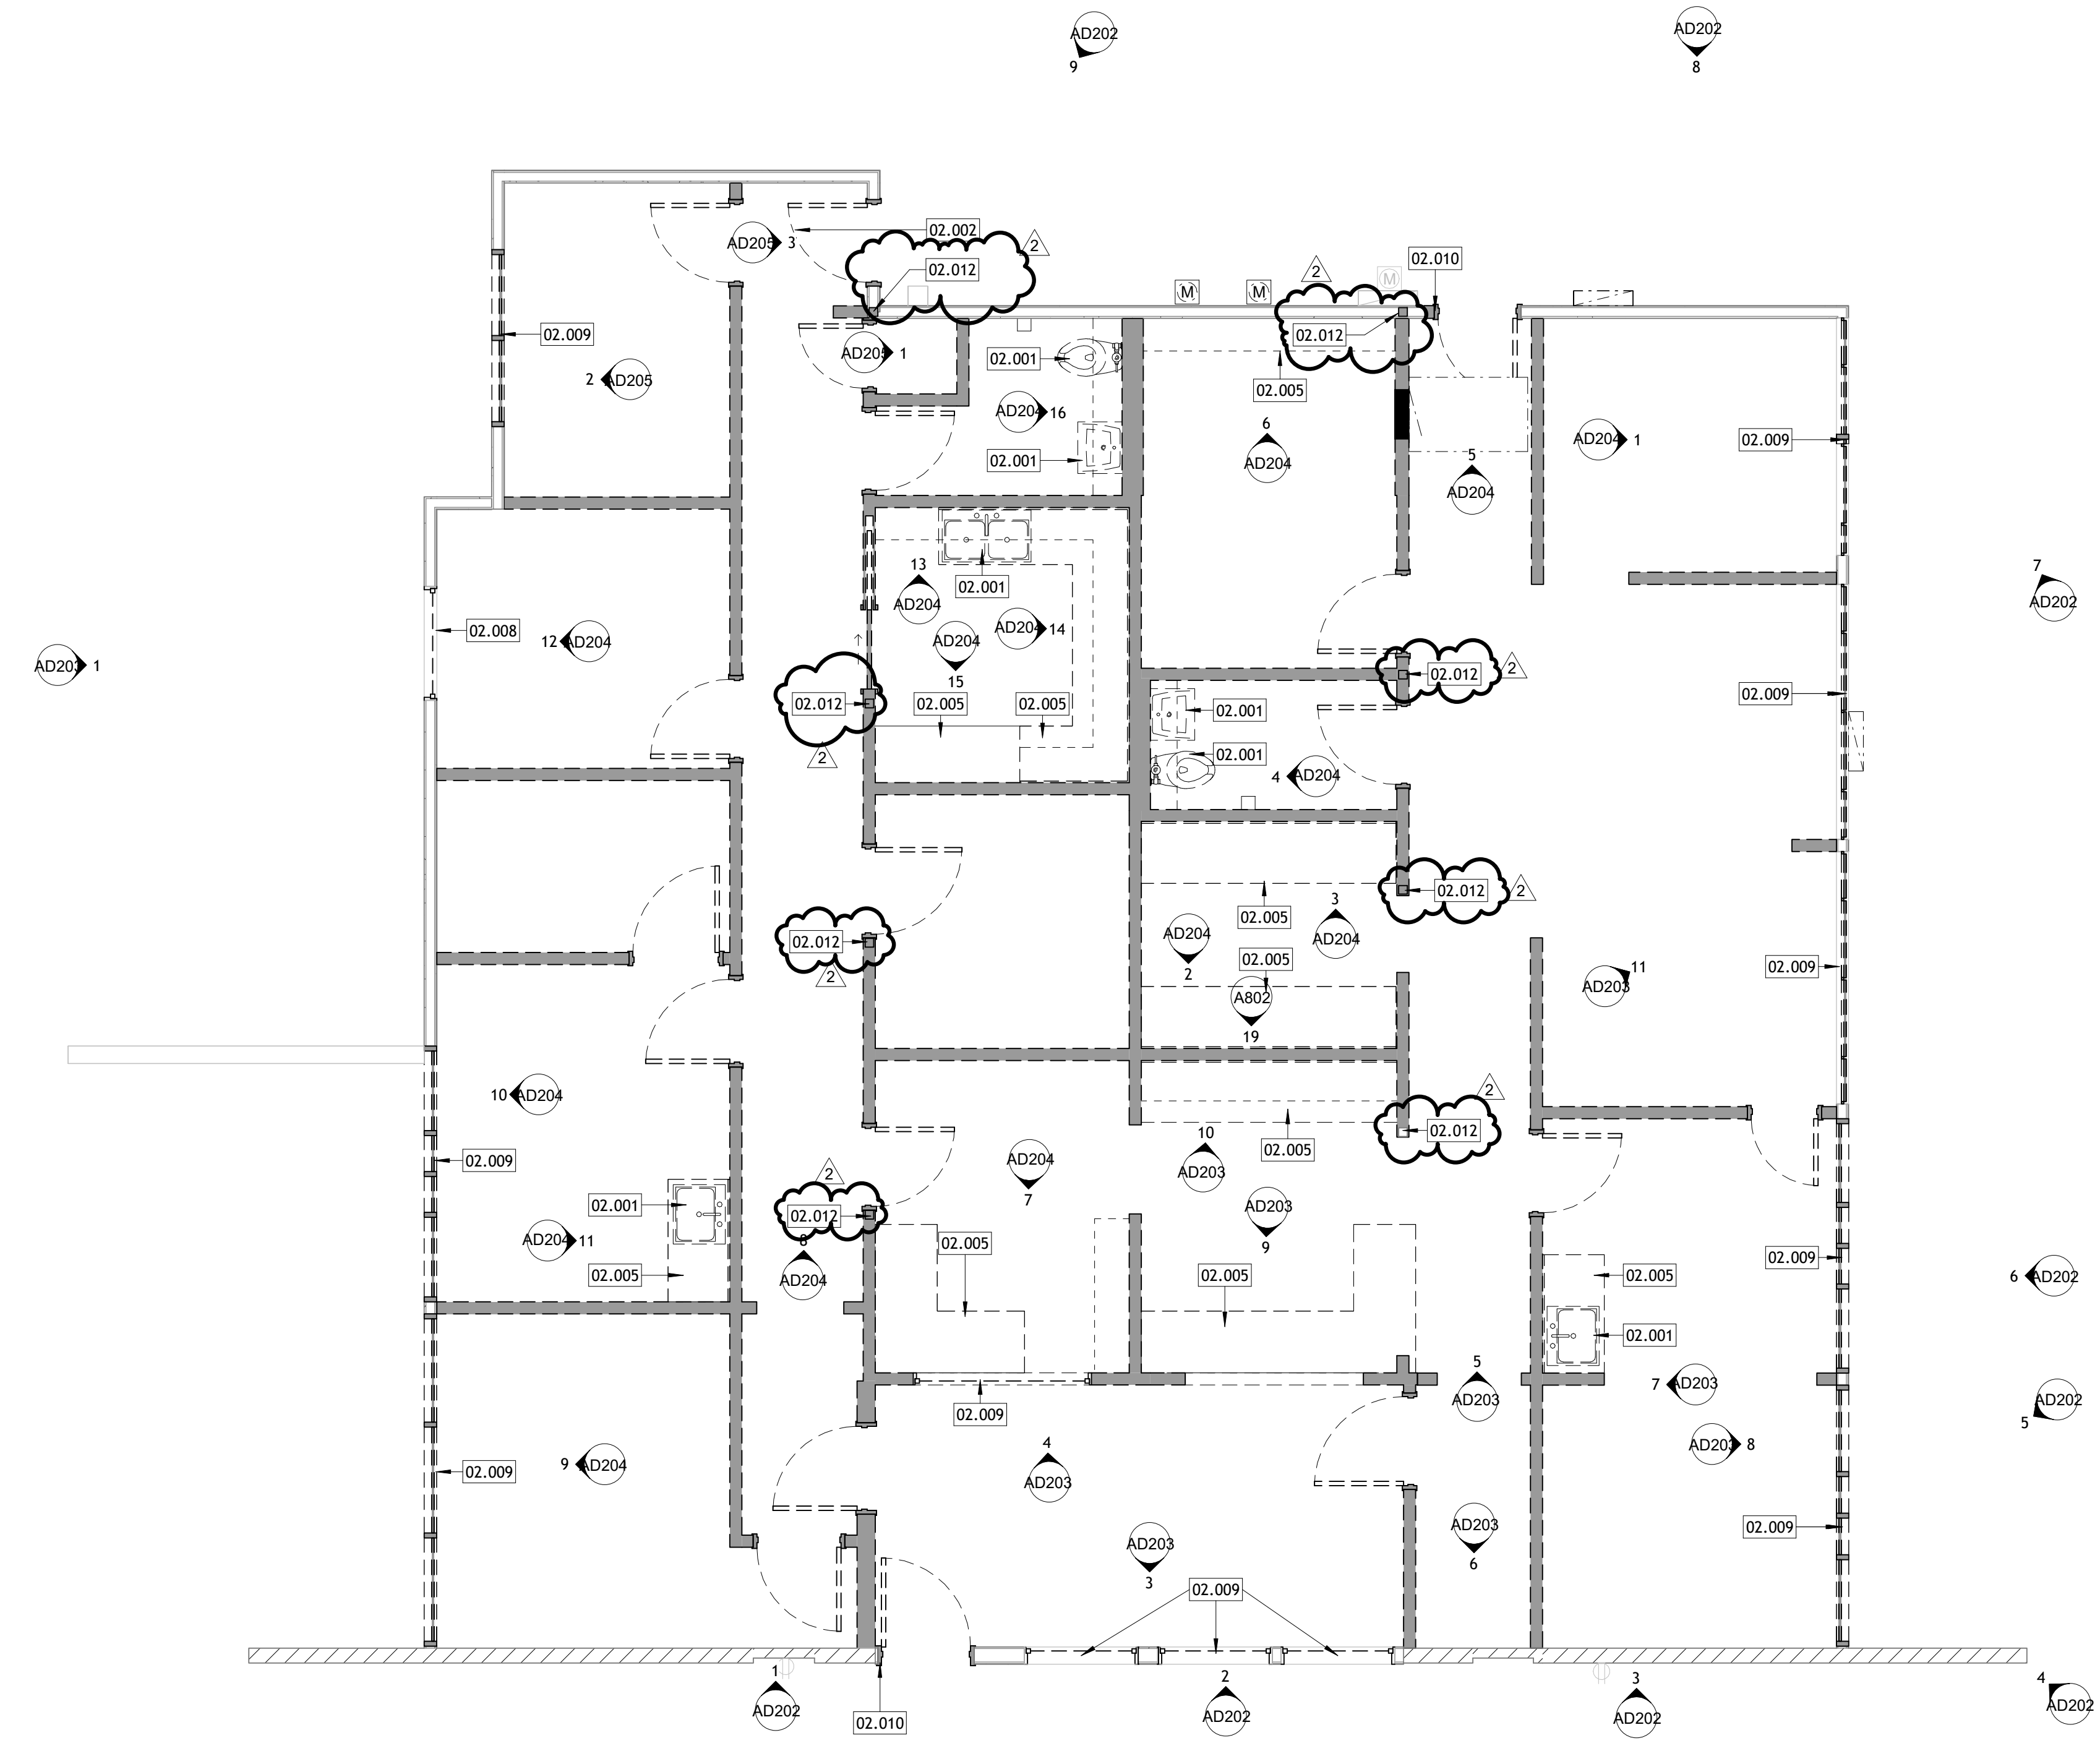 AD202
9
AD202
8
02.002
2
AD205 3
02.012
2
02.010
M
M
M
02.009
02.012
AD205 1
02.001
2 AD205
02.005
AD204 16
6
AD204
AD204 1
02.009
02.001
5
AD204
13
AD204
02.001
7
AD202
12 AD204
02.008
AD204
15
AD204 14
AD203 1
02.012
2
02.012
2
02.005
02.005
02.001
02.009
02.001
4 AD204
02.012
2
02.005
3
AD204
AD204
2
02.012
2
02.005
A802
19
11
AD203
02.009
10 AD204
2
02.012
02.009
02.005
10
AD203
AD204
7
2
02.001
02.012
AD203
9
AD204 11
8
AD204
02.005
02.005
02.005
02.009
02.005
6 AD202
02.001
5
AD203
7 AD203
AD202
5
02.009
4
AD203
AD203 8
9 AD204
02.009
AD203
6
02.009
AD203
3
02.009
1
AD202
02.010
2
AD202
3
AD202
4
AD202